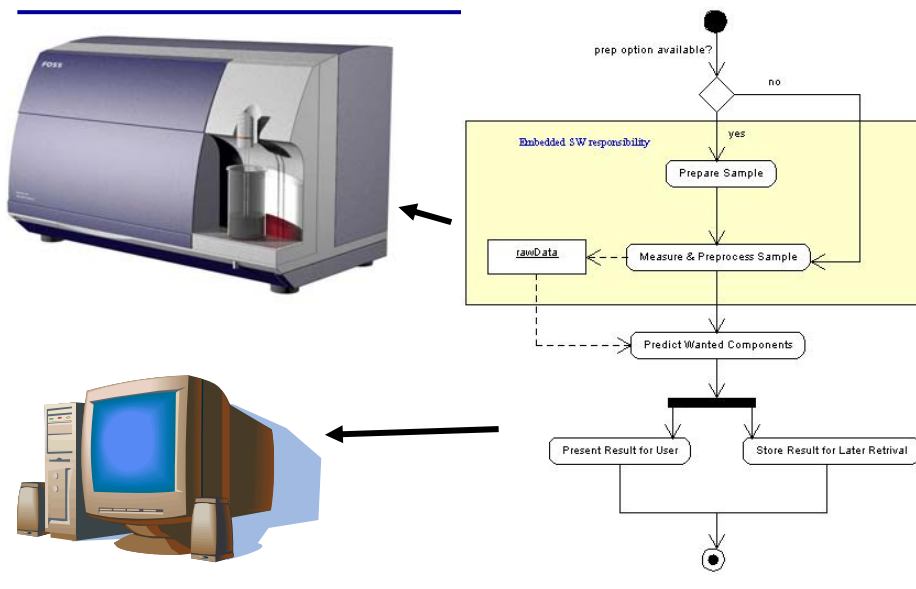 FOSS
prep option available?
no
yes
Embedded SW responsibility
Prepare Sample
rawData
Measure & Preprocess Sample
Predict Wanted Components
Present Result for User
Store Result for Later Retrival